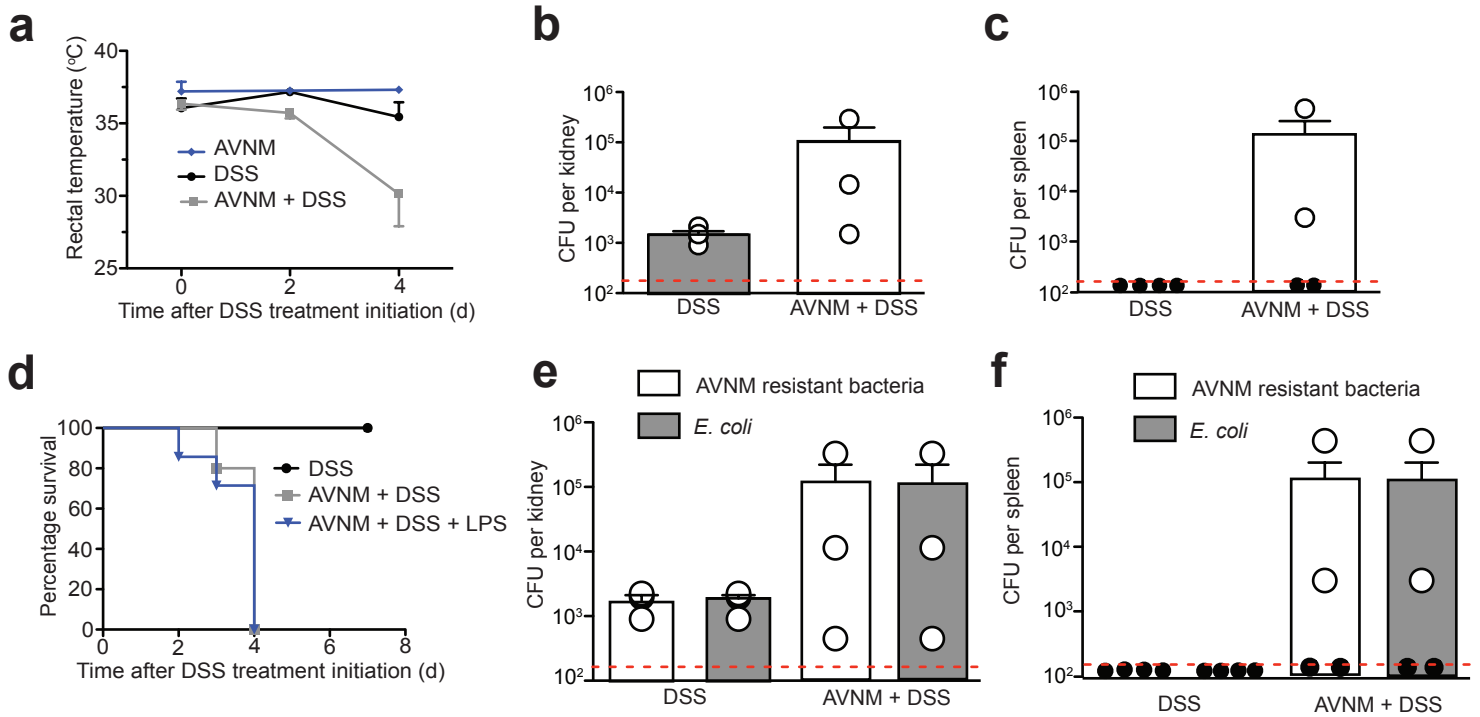 a
Rectal temperature (ºC)
40
35
30
25
AVNM
DSS
AVNM + DSS
0 2 4
Time after DSS treatment initiation (d)
b
CFU per kidney
10⁶
10⁵
10⁴
10³
10²
DSS AVNM + DSS
c
CFU per spleen
10⁶
10⁵
10⁴
10³
10²
DSS AVNM + DSS
d
Percentage survival
100
80
60
40
20
0
DSS
AVNM + DSS
AVNM + DSS + LPS
0 2 4 6 8
Time after DSS treatment initiation (d)
e
AVNM resistant bacteria
E. coli
CFU per kidney
10⁶
10⁵
10⁴
10³
10²
DSS AVNM + DSS
f
AVNM resistant bacteria
E. coli
CFU per spleen
10⁶
10⁵
10⁴
10³
10²
DSS AVNM + DSS